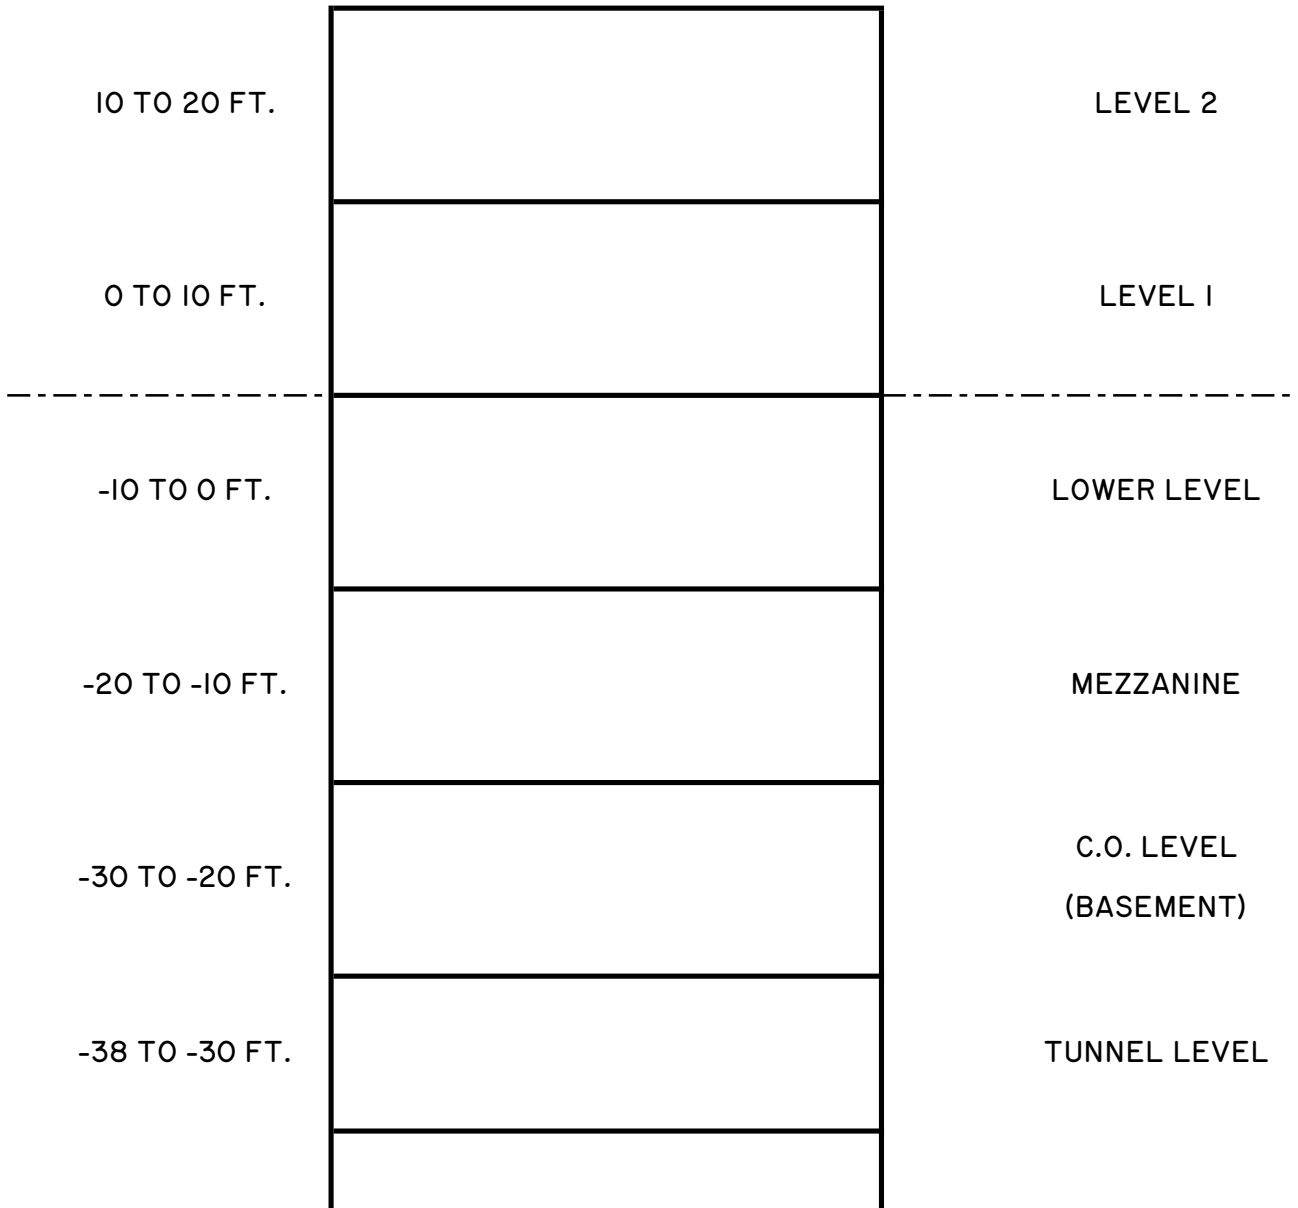 10 TO 20 FT.
LEVEL 2
0 TO 10 FT.
LEVEL 1
-10 TO 0 FT.
LOWER LEVEL
-20 TO -10 FT.
MEZZANINE
-30 TO -20 FT.
C.O. LEVEL
(BASEMENT)
-38 TO -30 FT.
TUNNEL LEVEL